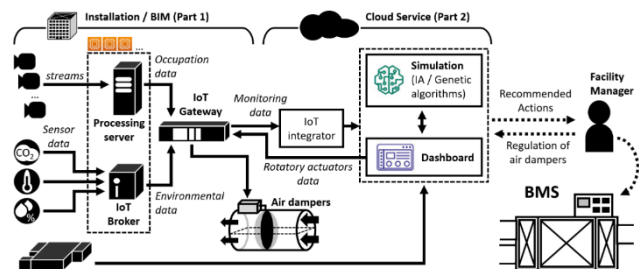 Installation / BIM (Part 1)
Cloud Service (Part 2)
...
streams
...
Occupation
data
Processing
server
IoT
Gateway
Sensor
data
CO2
%
IoT
Broker
Environmental
data
Monitoring
data
IoT
integrator
Rotatory actuators
data
Air dampers
Simulation
(IA / Genetic
algorithms)
Dashboard
Recommended
Actions
Regulation of
air dampers
Facility
Manager
BMS